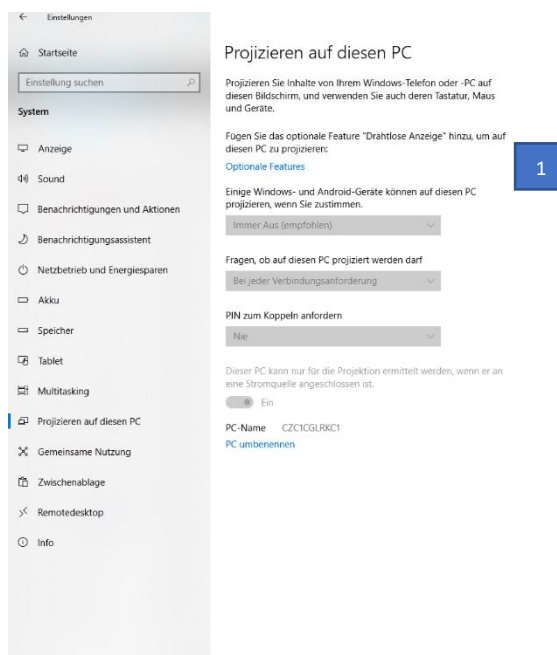 Einstellungen
Startseite
Einstellung suchen
System
Anzeige
Sound
Benachrichtigungen und Aktionen
Benachrichtigungsassistent
Netzbetrieb und Energiesparen
Akku
Speicher
Tablet
Multitasking
Projizieren auf diesen PC
Gemeinsame Nutzung
Zwischenablage
Remotedesktop
Info
Projizieren auf diesen PC
Projizieren Sie Inhalte von Ihrem Windows-Telefon oder -PC auf
diesen Bildschirm, und verwenden Sie auch deren Tastatur, Maus
und Geräte.
Fügen Sie das optionale Feature "Drahtlose Anzeige" hinzu, um auf
diesen PC zu projizieren:
Optionale Features
Einige Windows- und Android-Geräte können auf diesen PC
projizieren, wenn Sie zustimmen.
Immer Aus (empfohlen)
Fragen, ob auf diesen PC projiziert werden darf
Bei jeder Verbindungsanforderung
PIN zum Koppeln anfordern
Nie
Dieser PC kann nur für die Projektion ermittelt werden, wenn er an
eine Stromquelle angeschlossen ist.
Ein
PC-Name CZC1CGLRKC1
PC umbenennen
1